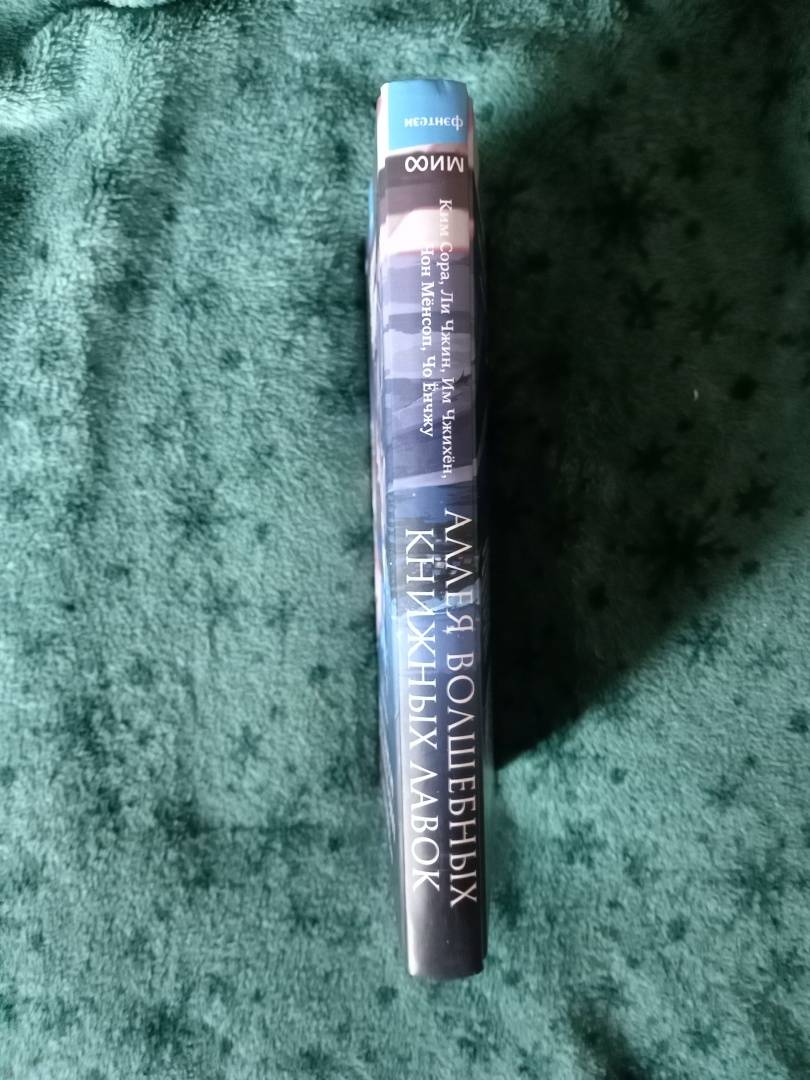 фэнтези
МИФ
Ким Сора, Ли Чжин, Им Чжихён,
Чон Мёнсоп, Чо Ёнчжу
АЛЛЕЯ ВОЛШЕБНЫХ
КНИЖНЫХ ЛАВОК